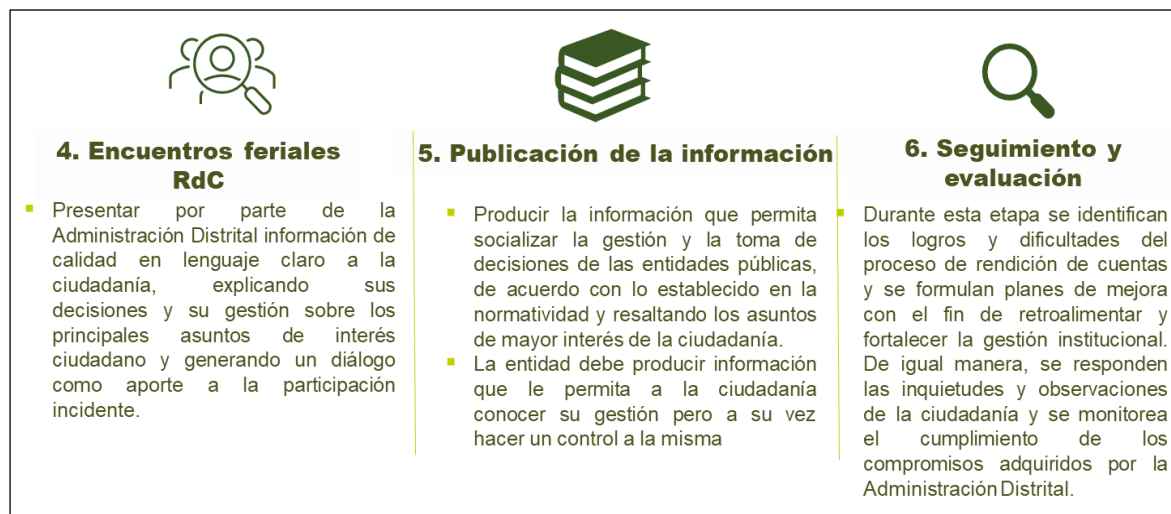 4. Encuentros feriales
RdC
▪ Presentar por parte de la
Administración Distrital información de
calidad en lenguaje claro a la
ciudadanía, explicando sus
decisiones y su gestión sobre los
principales asuntos de interés
ciudadano y generando un diálogo
como aporte a la participación
incidente.
5. Publicación de la información
▪ Producir la información que permita
socializar la gestión y la toma de
decisiones de las entidades públicas,
de acuerdo con lo establecido en la
normatividad y resaltando los asuntos
de mayor interés de la ciudadanía.
▪ La entidad debe producir información
que le permita a la ciudadanía
conocer su gestión pero a su vez
hacer un control a la misma
6. Seguimiento y
evaluación
▪ Durante esta etapa se identifican
los logros y dificultades del
proceso de rendición de cuentas
y se formulan planes de mejora
con el fin de retroalimentar y
fortalecer la gestión institucional.
De igual manera, se responden
las inquietudes y observaciones
de la ciudadanía y se monitorea
el cumplimiento de los
compromisos adquiridos por la
Administración Distrital.